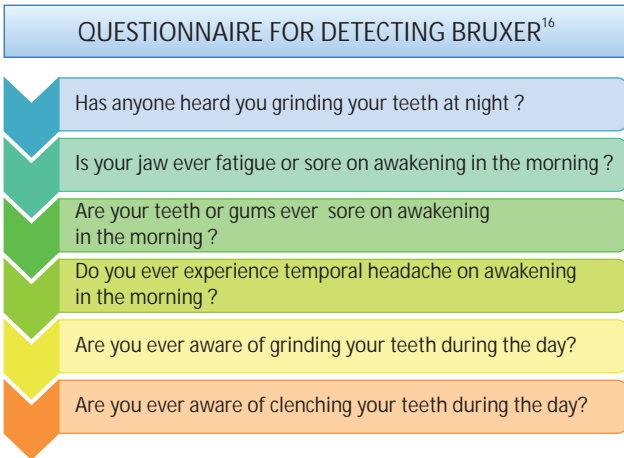 QUESTIONNAIRE FOR DETECTING BRUXER16
Has anyone heard you grinding your teeth at night ?
Is your jaw ever fatigue or sore on awakening in the morning ?
Are your teeth or gums ever sore on awakening
in the morning ?
Do you ever experience temporal headache on awakening
in the morning ?
Are you ever aware of grinding your teeth during the day?
Are you ever aware of clenching your teeth during the day?